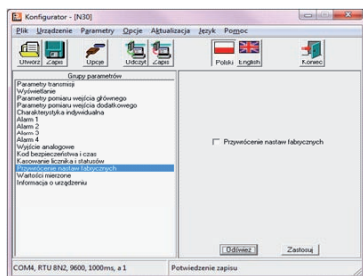 Konfigurator - [N30]
Plik Urządzenie Parametry Opcje Aktualizacja Język Pomoc
Utwórz Zapis Opcje Odczyt Zapis Polski English Koniec
Grupy parametrów
Parametry transmisji
Wyświetlanie
Parametry pomiaru wejścia głównego
Parametry pomiaru wejścia dodatkowego
Charakterystyka indywidualna
Alarm 1
Alarm 2
Alarm 3
Alarm 4
Wyjście analogowe
Kod bezpieczeństwa i czas
Kasowanie licznika i statusów
Przywrócenie nastaw fabrycznych
Wartości mierzone
Informacja o urządzeniu
Przywrócenie nastaw fabrycznych
Odśwież Zastosuj
COM4, RTU 8N2, 9600, 1000ms, a 1 Potwiedzenie zapisu